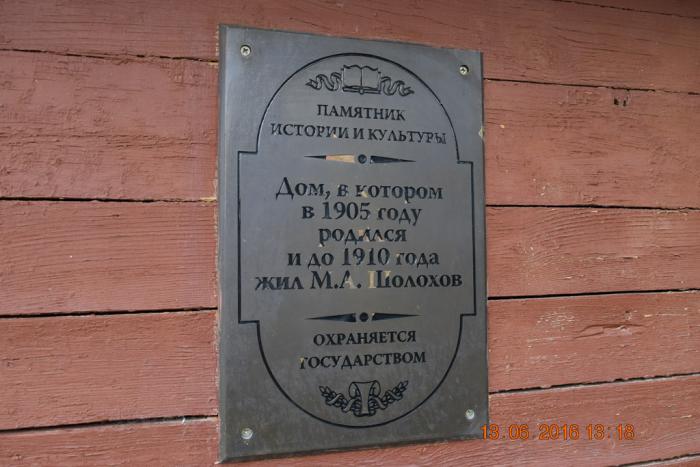 ПАМЯТНИК
ИСТОРИИ И КУЛЬТУРЫ
Дом, в котором
в 1905 году
родился
и до 1910 года
жил М.А. Шолохов
ОХРАНЯЕТСЯ
ГОСУДАРСТВОМ
13.06.2016 13:18